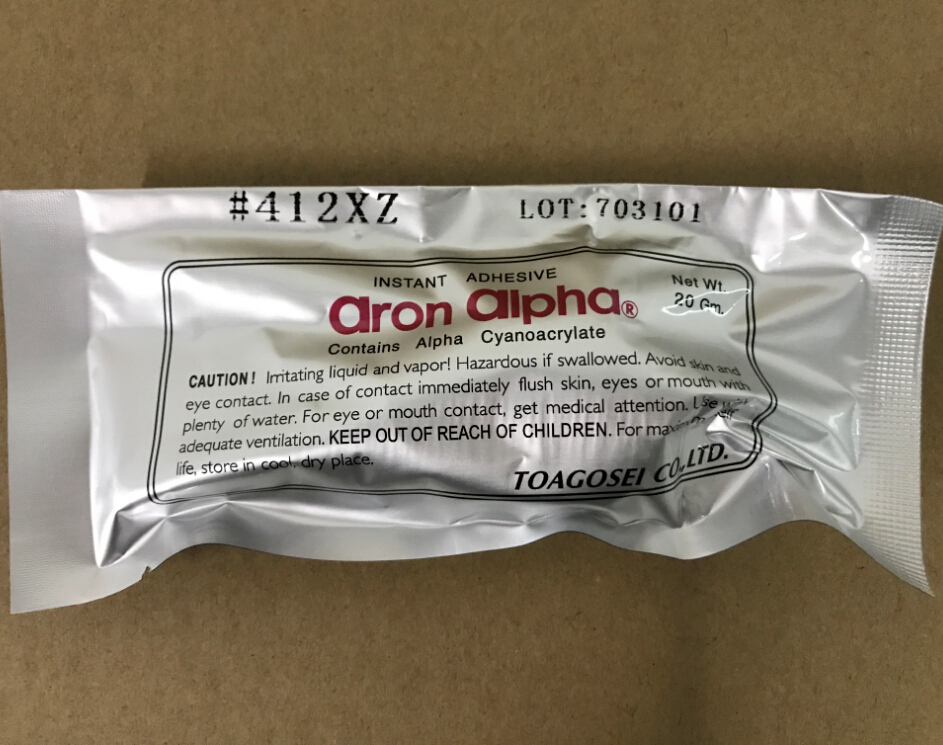 #412XZ LOT:703101
INSTANT ADHESIVE
aron alpha®
Net Wt.
20 Gm.
Contains Alpha Cyanoacrylate
CAUTION! Irritating liquid and vapor! Hazardous if swallowed. Avoid skin and
eye contact. In case of contact immediately flush skin, eyes or mouth with
plenty of water. For eye or mouth contact, get medical attention. Use
adequate ventilation. KEEP OUT OF REACH OF CHILDREN. For
life, store in cool, dry place.
TOAGOSEI CO.,LTD.